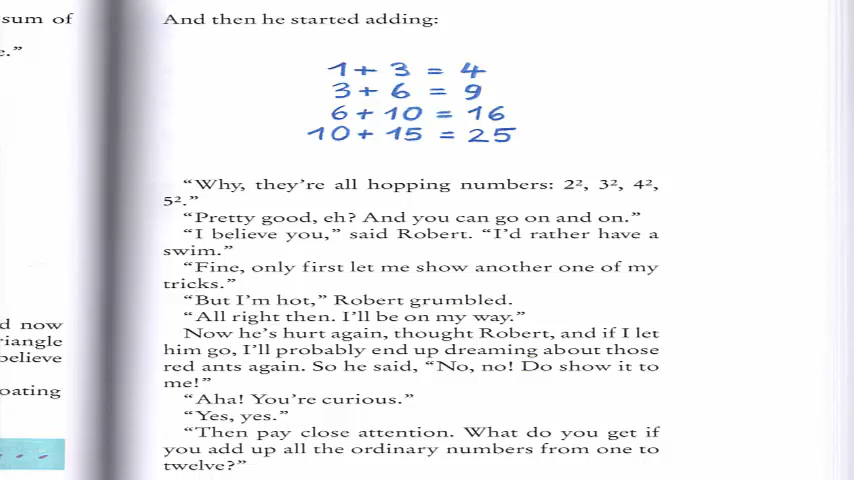 sum of
e.”
d now
riangle
believe
oating
And then he started adding:
1 + 3 = 4
3 + 6 = 9
6 + 10 = 16
10 + 15 = 25
“Why, they’re all hopping numbers: 2², 3², 4²,
5².”
“Pretty good, eh? And you can go on and on.”
“I believe you,” said Robert. “I’d rather have a
swim.”
“Fine, only first let me show another one of my
tricks.”
“But I’m hot,” Robert grumbled.
“All right then. I’ll be on my way.”
Now he’s hurt again, thought Robert, and if I let
him go, I’ll probably end up dreaming about those
red ants again. So he said, “No, no! Do show it to
me!”
“Aha! You’re curious.”
“Yes, yes.”
“Then pay close attention. What do you get if
you add up all the ordinary numbers from one to
twelve?”